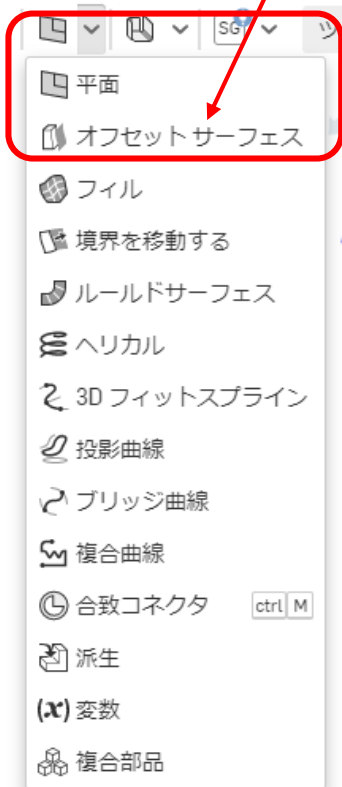 SG ツ
平面
オフセット サーフェス
フィル
境界を移動する
ルールドサーフェス
ヘリカル
3D フィットスプライン
投影曲線
ブリッジ曲線
複合曲線
合致コネクタ ctrl M
派生
(x) 変数
複合部品